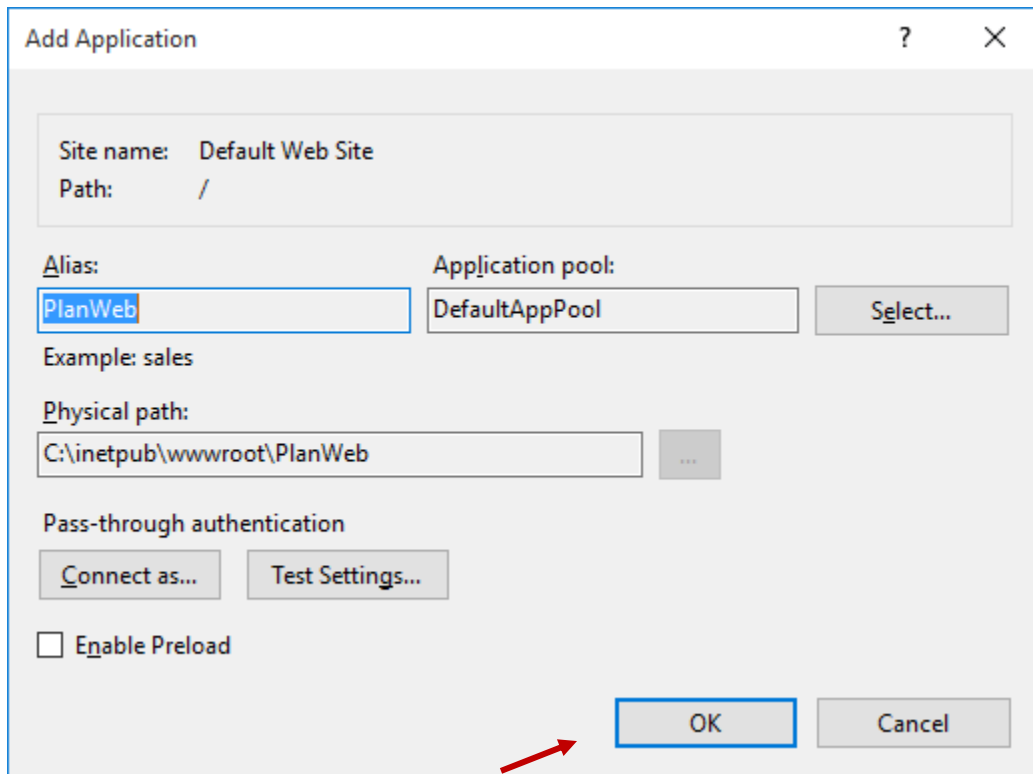 Add Application ?
Site name: Default Web Site
Path: /
Alias: Application pool:
PlanWeb DefaultAppPool Select...
Example: sales
Physical path:
C:\inetpub\wwwroot\PlanWeb ...
Pass-through authentication
Connect as... Test Settings...
Enable Preload
OK Cancel